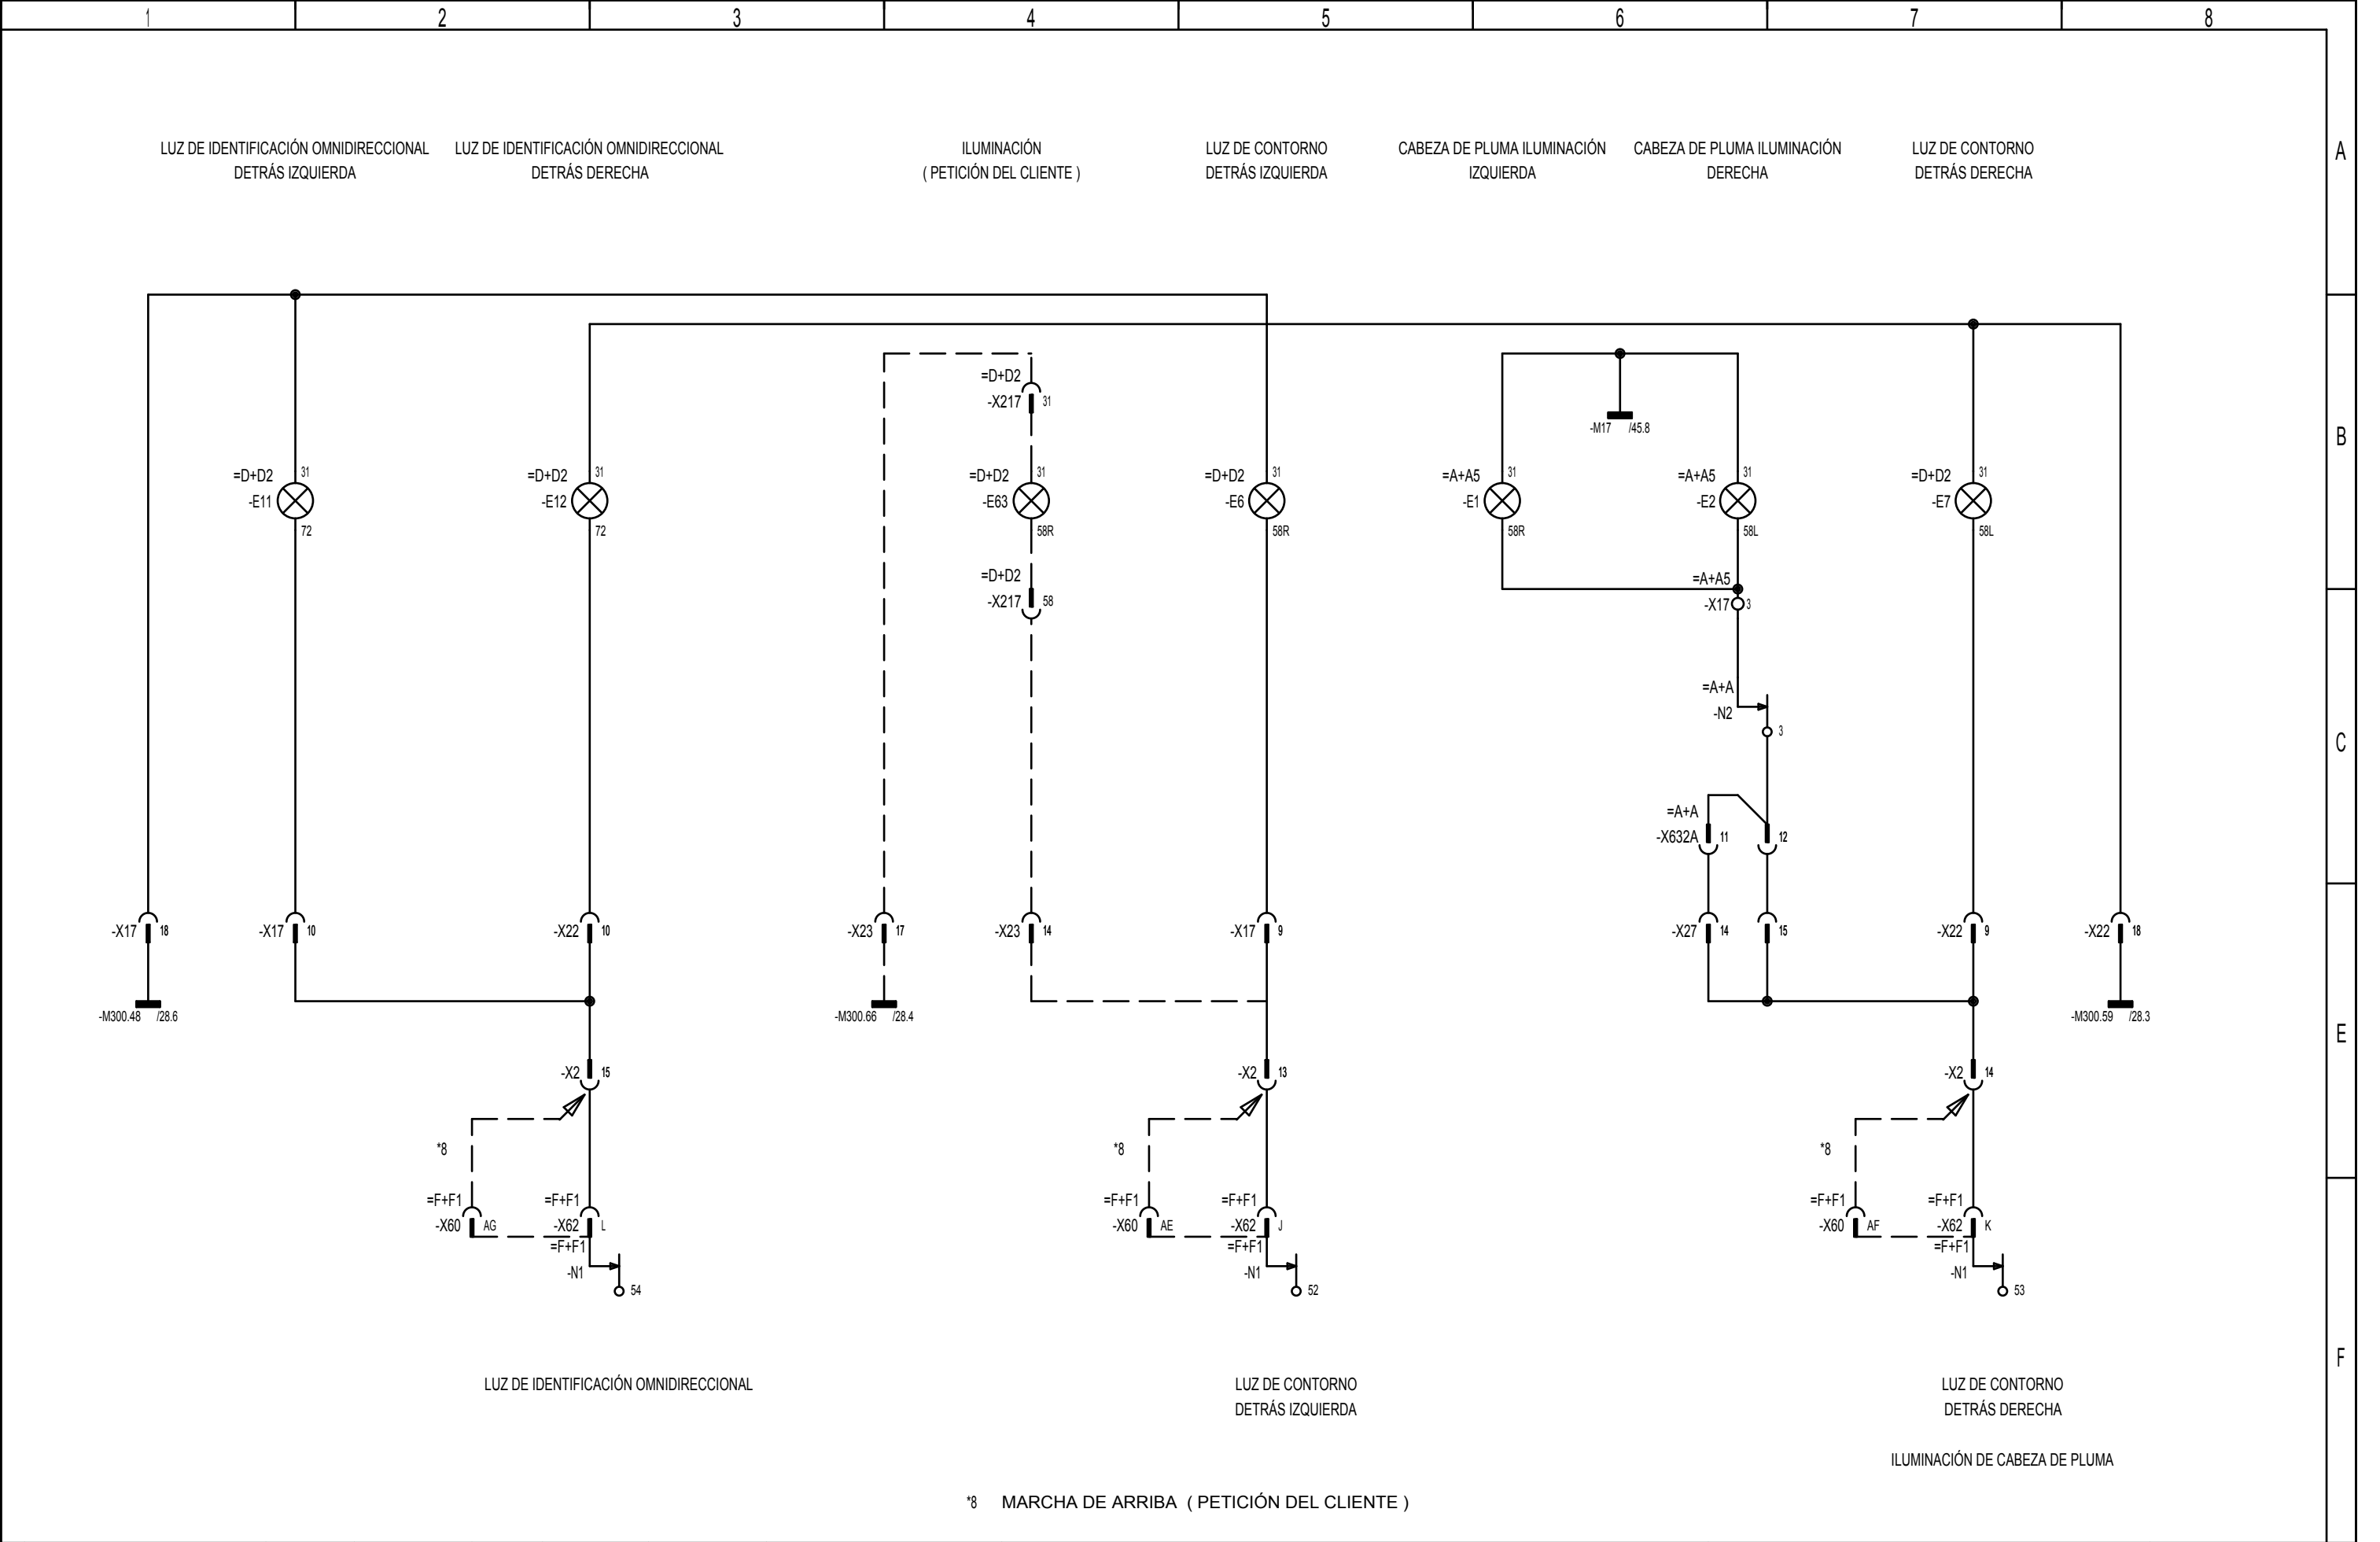 1 2 3 4 5 6 7 8
LUZ DE IDENTIFICACIÓN OMNIDIRECCIONAL
DETRÁS IZQUIERDA
LUZ DE IDENTIFICACIÓN OMNIDIRECCIONAL
DETRÁS DERECHA
ILUMINACIÓN
( PETICIÓN DEL CLIENTE )
LUZ DE CONTORNO
DETRÁS IZQUIERDA
CABEZA DE PLUMA ILUMINACIÓN
IZQUIERDA
CABEZA DE PLUMA ILUMINACIÓN
DERECHA
LUZ DE CONTORNO
DETRÁS DERECHA
A
=D+D2
-X217 31
-M17 /45.8
B
=D+D2 31
-E11
72
=D+D2 31
-E12
72
=D+D2 31
-E63
58R
=D+D2 31
-E6
58R
=A+A5 31
-E1
58R
=A+A5 31
-E2
58L
=D+D2 31
-E7
58L
=D+D2
-X217 58
=A+A5
-X17 3
=A+A
-N2
3
C
=A+A
-X632A 11 12
-X17 18
-X17 10
-X22 10
-X23 17
-X23 14
-X17 9
-X27 14 15
-X22 9
-X22 18
-M300.48 /28.6
-M300.66 /28.4
-M300.59 /28.3
E
-X2 15
-X2 13
-X2 14
*8
*8
*8
=F+F1
-X60 AG
=F+F1
-X62 L
=F+F1
-N1
54
=F+F1
-X60 AE
=F+F1
-X62 J
=F+F1
-N1
52
=F+F1
-X60 AF
=F+F1
-X62 K
=F+F1
-N1
53
F
LUZ DE IDENTIFICACIÓN OMNIDIRECCIONAL
LUZ DE CONTORNO
DETRÁS IZQUIERDA
LUZ DE CONTORNO
DETRÁS DERECHA
ILUMINACIÓN DE CABEZA DE PLUMA
*8 MARCHA DE ARRIBA ( PETICIÓN DEL CLIENTE )